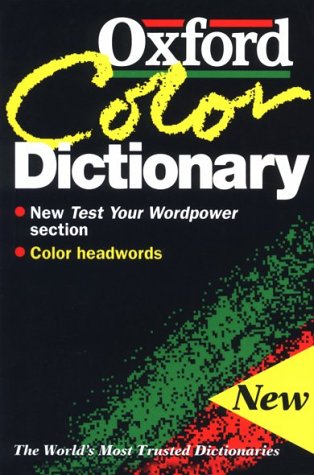 Oxford
Color
Dictionary
• New Test Your Wordpower
section
• Color headwords
New
The World's Most Trusted Dictionaries